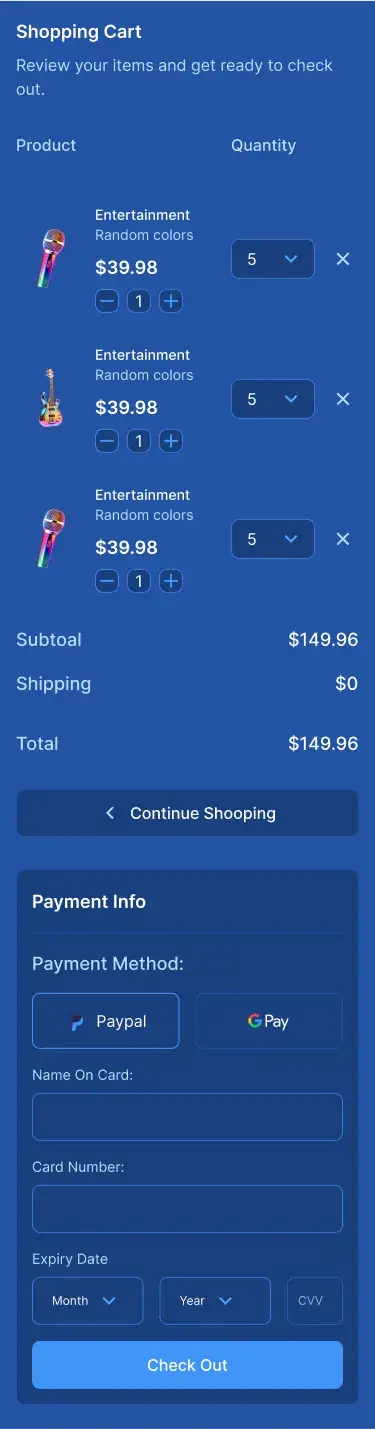 Shopping Cart
Review your items and get ready to check
out.
Product Quantity
Entertainment
Random colors
$39.98
1
5
Entertainment
Random colors
$39.98
1
5
Entertainment
Random colors
$39.98
1
5
Subtoal $149.96
Shipping $0
Total $149.96
Continue Shooping
Payment Info
Payment Method:
Paypal
G Pay
Name On Card:
Card Number:
Expiry Date
Month Year CVV
Check Out